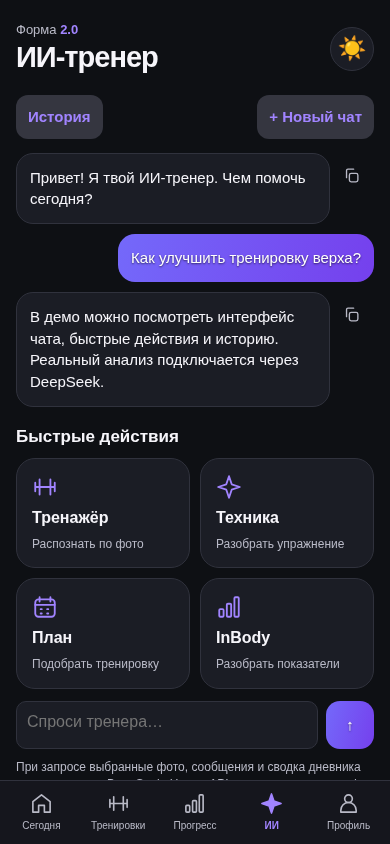 Форма 2.0
ИИ-тренер
История
+ Новый чат
Привет! Я твой ИИ-тренер. Чем помочь
сегодня?
Как улучшить тренировку верха?
В демо можно посмотреть интерфейс
чата, быстрые действия и историю.
Реальный анализ подключается через
DeepSeek.
Быстрые действия
Тренажёр
Распознать по фото
Техника
Разобрать упражнение
План
Подобрать тренировку
InBody
Разобрать показатели
Спроси тренера…
↑
При запросе выбранные фото, сообщения и сводка дневника
Сегодня
Тренировки
Прогресс
ИИ
Профиль